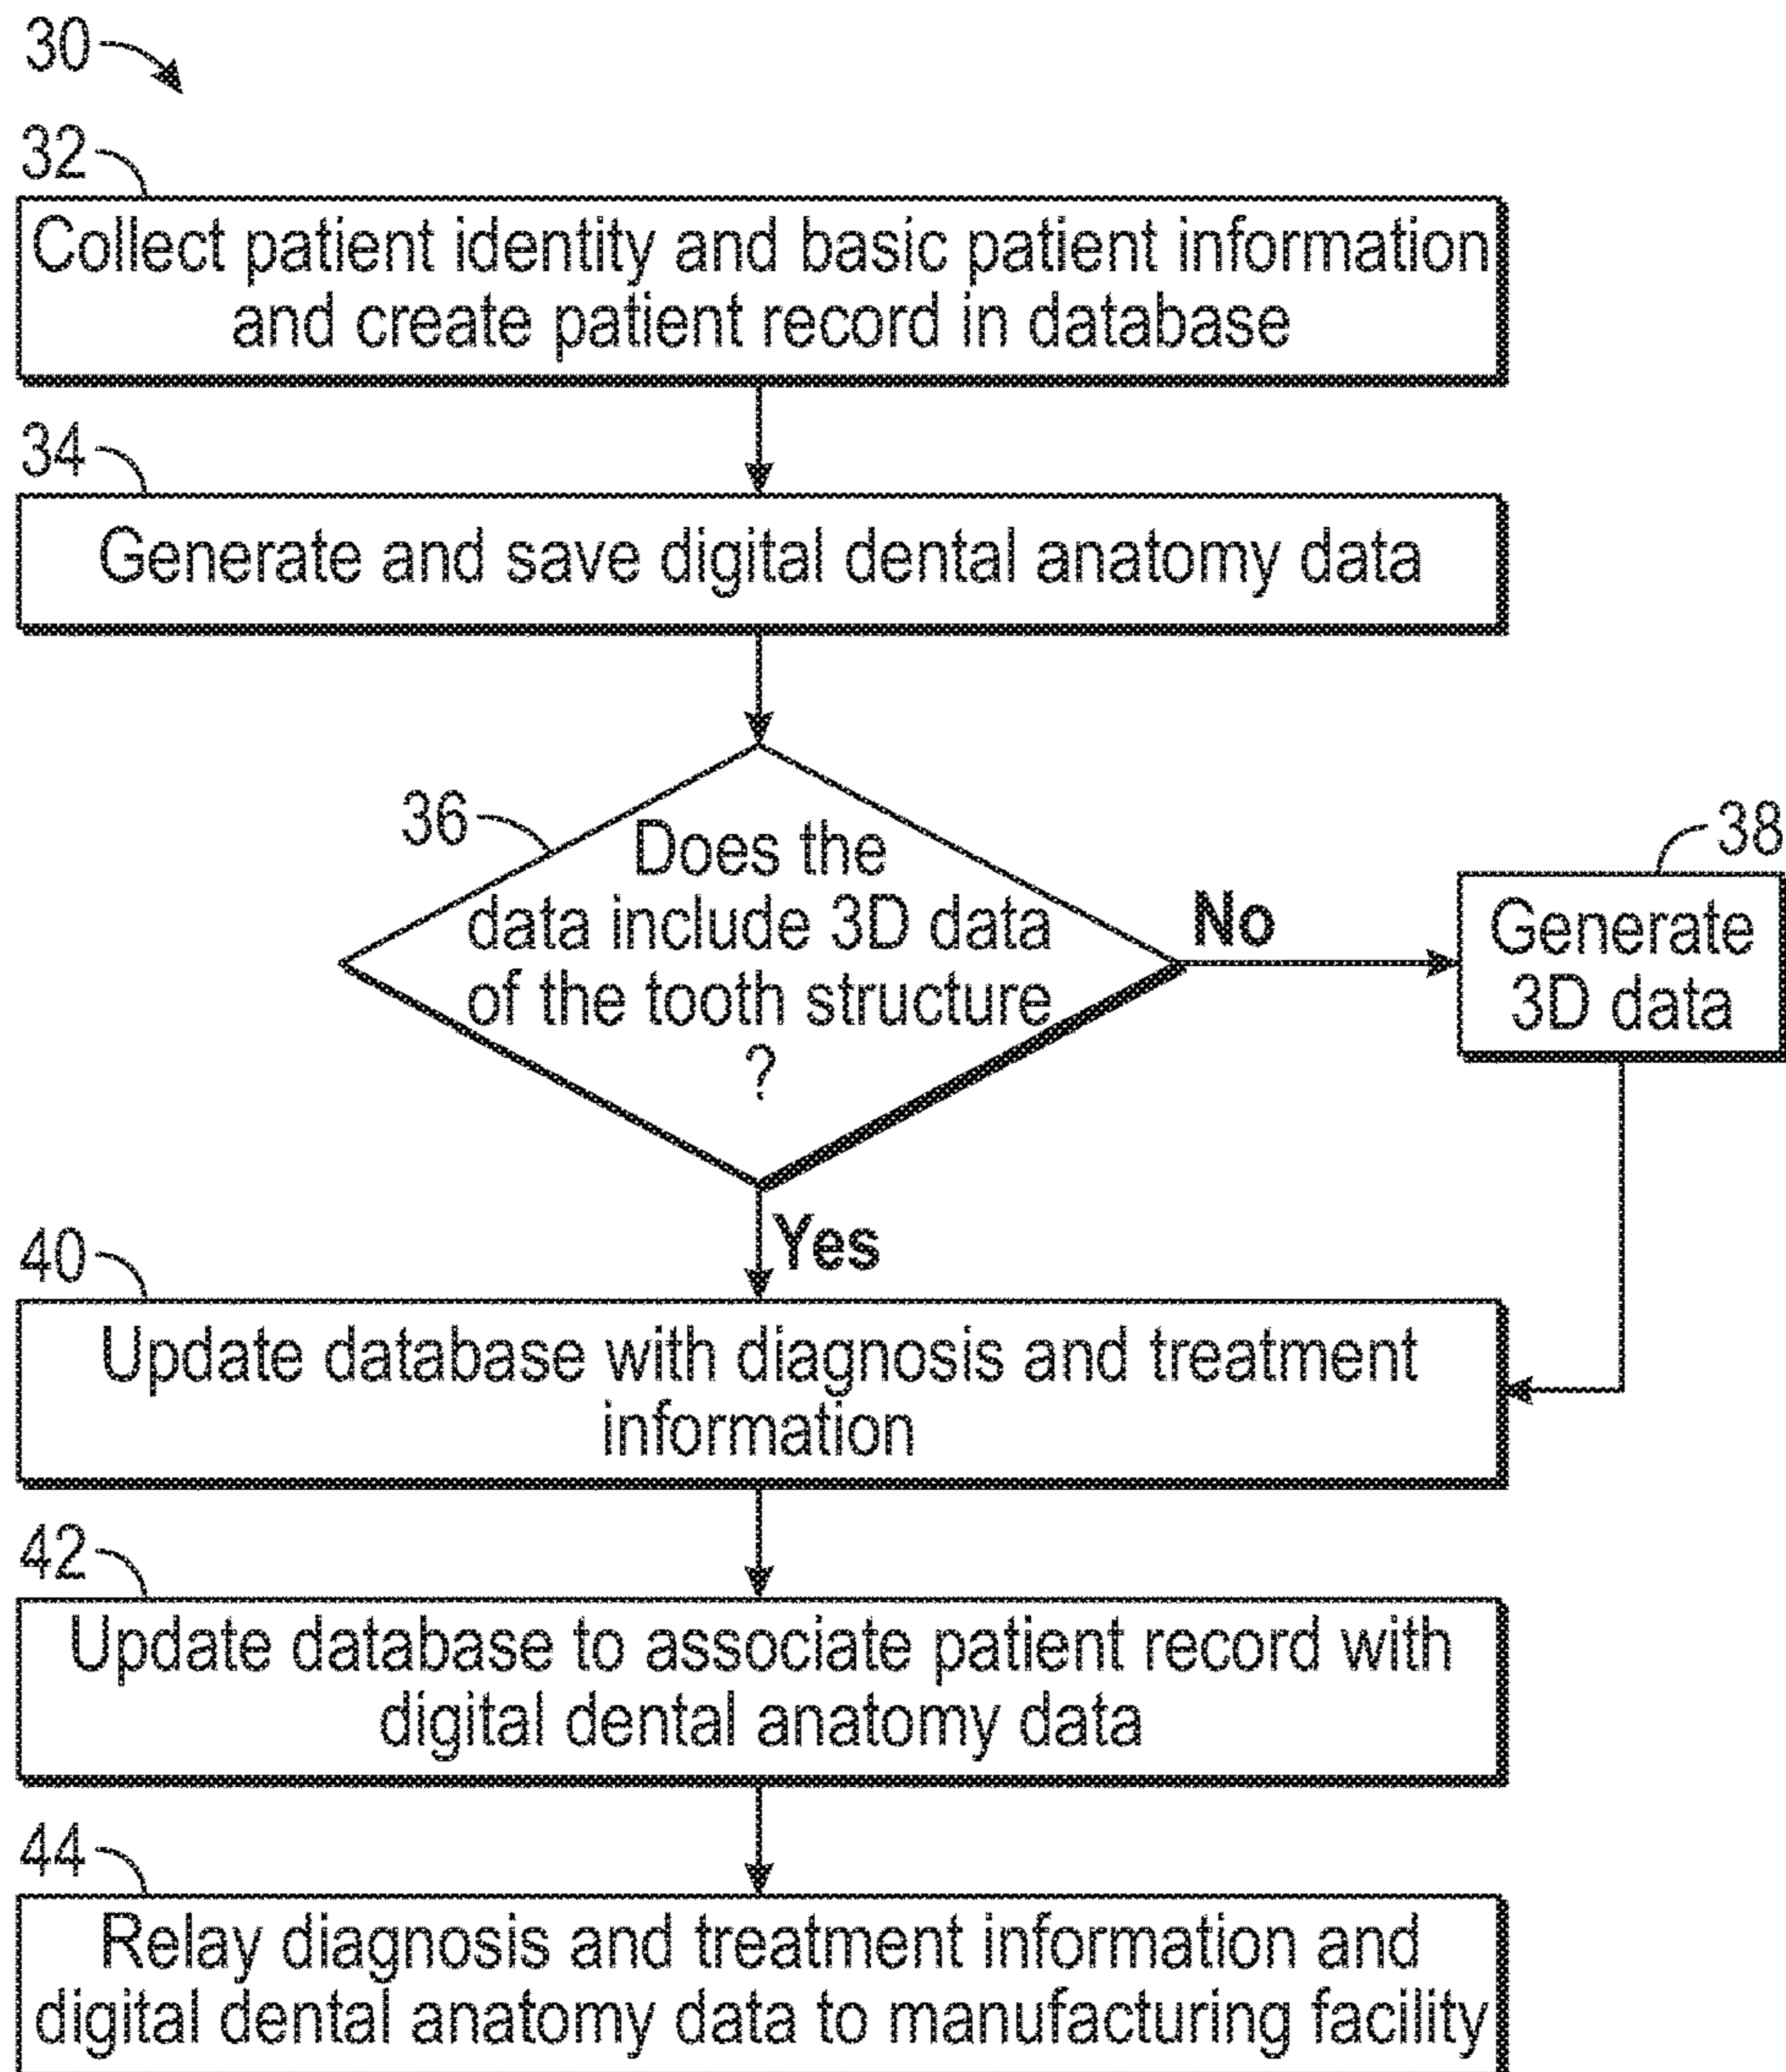 30
32
Collect patient identity and basic patient information
and create patient record in database
34
Generate and save digital dental anatomy data
36
Does the
data include 3D data
of the tooth structure
?
No
38
Generate
3D data
Yes
40
Update database with diagnosis and treatment
information
42
Update database to associate patient record with
digital dental anatomy data
44
Relay diagnosis and treatment information and
digital dental anatomy data to manufacturing facility